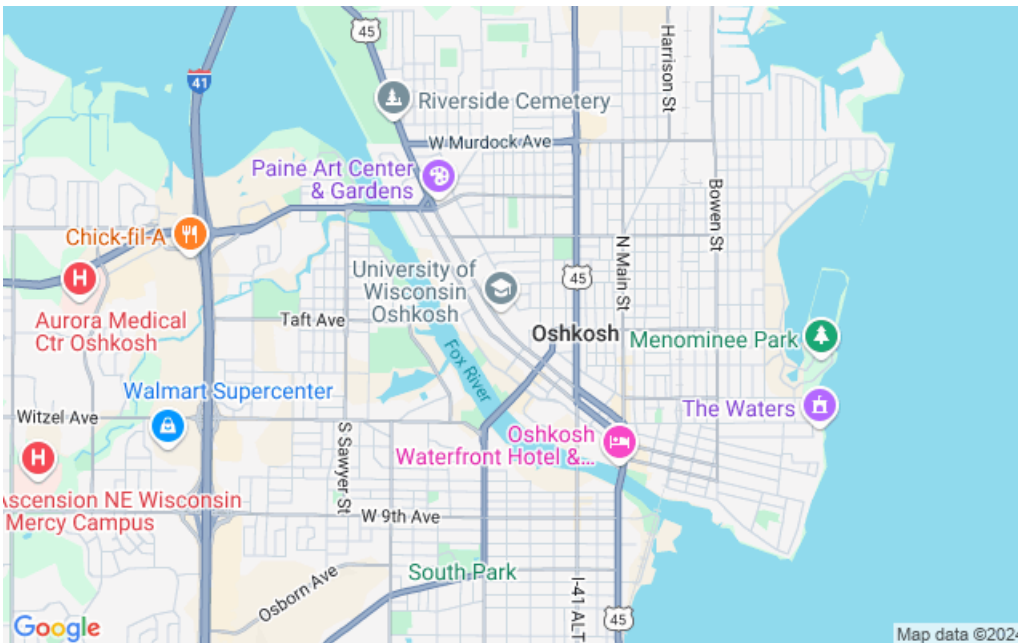 45
41
Riverside Cemetery
Harrison St
W Murdock Ave
Paine Art Center
& Gardens
Bowen St
Chick-fil-A
N Main St
H
University of
Wisconsin
Oshkosh
45
Aurora Medical
Ctr Oshkosh
Taft Ave
Oshkosh
Menominee Park
Fox River
Walmart Supercenter
Witzel Ave
The Waters
S Sawyer St
Oshkosh
Waterfront Hotel &...
H
Ascension NE Wisconsin
Mercy Campus
W 9th Ave
South Park
Osborn Ave
I-41 ALT
45
Google
Map data ©202